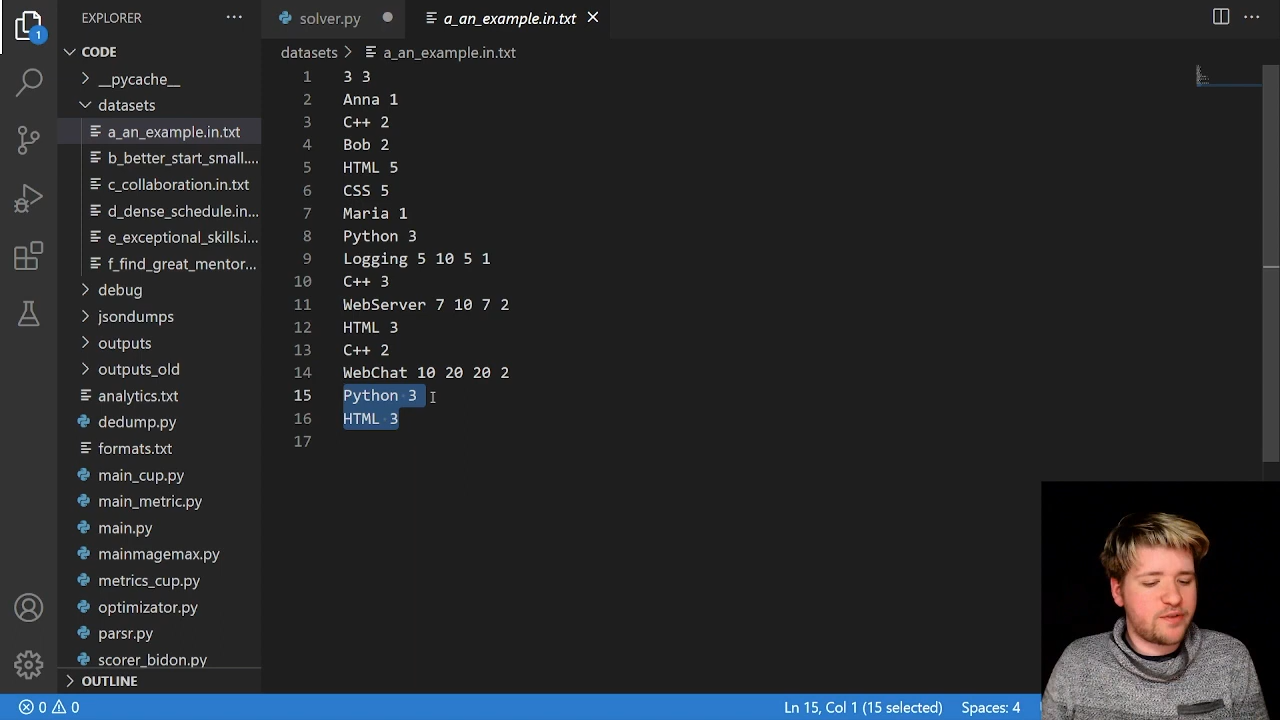 1
EXPLORER
CODE
__pycache__
datasets
a_an_example.in.txt
b_better_start_small....
c_collaboration.in.txt
d_dense_schedule.in...
e_exceptional_skills.i...
f_find_great_mentor...
debug
jsondumps
outputs
outputs_old
analytics.txt
dedump.py
formats.txt
main_cup.py
main_metric.py
main.py
mainmagemax.py
metrics_cup.py
optimizator.py
parsr.py
scorer_bidon.py
OUTLINE
solver.py
a_an_example.in.txt
datasets > a_an_example.in.txt
1 3 3
2 Anna 1
3 C++ 2
4 Bob 2
5 HTML 5
6 CSS 5
7 Maria 1
8 Python 3
9 Logging 5 10 5 1
10 C++ 3
11 WebServer 7 10 7 2
12 HTML 3
13 C++ 2
14 WebChat 10 20 20 2
15 Python 3
16 HTML 3
17
0 0
Ln 15, Col 1 (15 selected) Spaces: 4